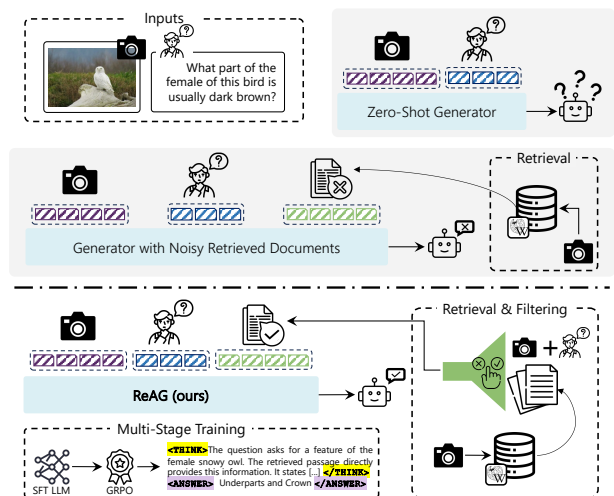 Inputs
What part of the
female of this bird is
usually dark brown?
Zero-Shot Generator
Retrieval
W
Generator with Noisy Retrieved Documents
Retrieval & Filtering
ReAG (ours)
W
Multi-Stage Training
<THINK>The question asks for a feature of the
female snowy owl. The retrieved passage directly
provides this information. It states [...] </THINK>
<ANSWER> Underparts and Crown </ANSWER>
SFT LLM
GRPO